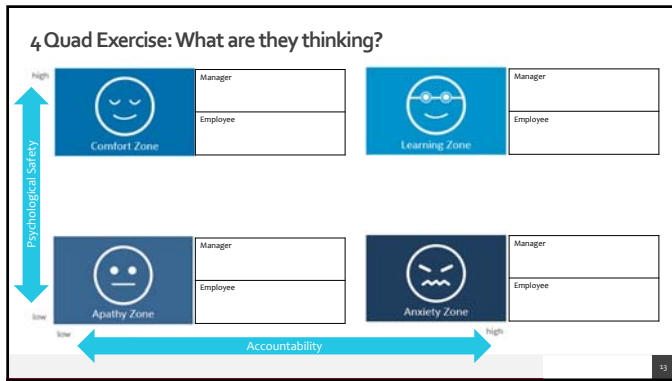 4 Quad Exercise: What are they thinking?
high
Manager
Employee
Comfort Zone
Manager
Employee
Learning Zone
Psychological Safety
Manager
Employee
Apathy Zone
Manager
Employee
Anxiety Zone
low
low
Accountability
high
13